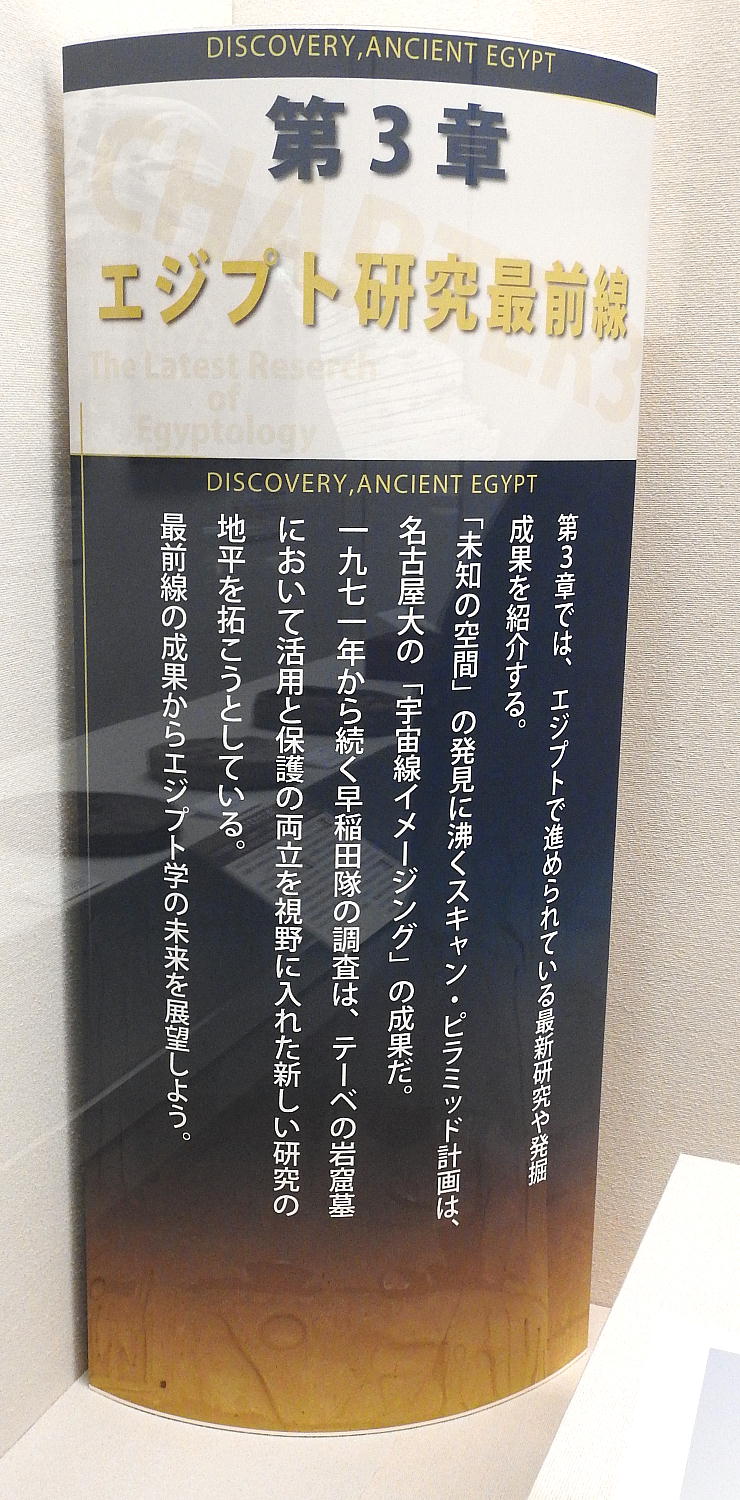 DISCOVERY,ANCIENT EGYPT
第3章
CHAPTER3
エジプト研究最前線
The Latest Reserch
of
Egyptology
DISCOVERY,ANCIENT EGYPT
第3章では、エジプトで進められている最新研究や発掘
成果を紹介する。
「未知の空間」の発見に沸くスキャン・ピラミッド計画は、
名古屋大の「宇宙線イメージング」の成果だ。
一九七一年から続く早稲田隊の調査は、テーベの岩窟墓
において活用と保護の両立を視野に入れた新しい研究の
地平を拓こうとしている。
最前線の成果からエジプト学の未来を展望しよう。